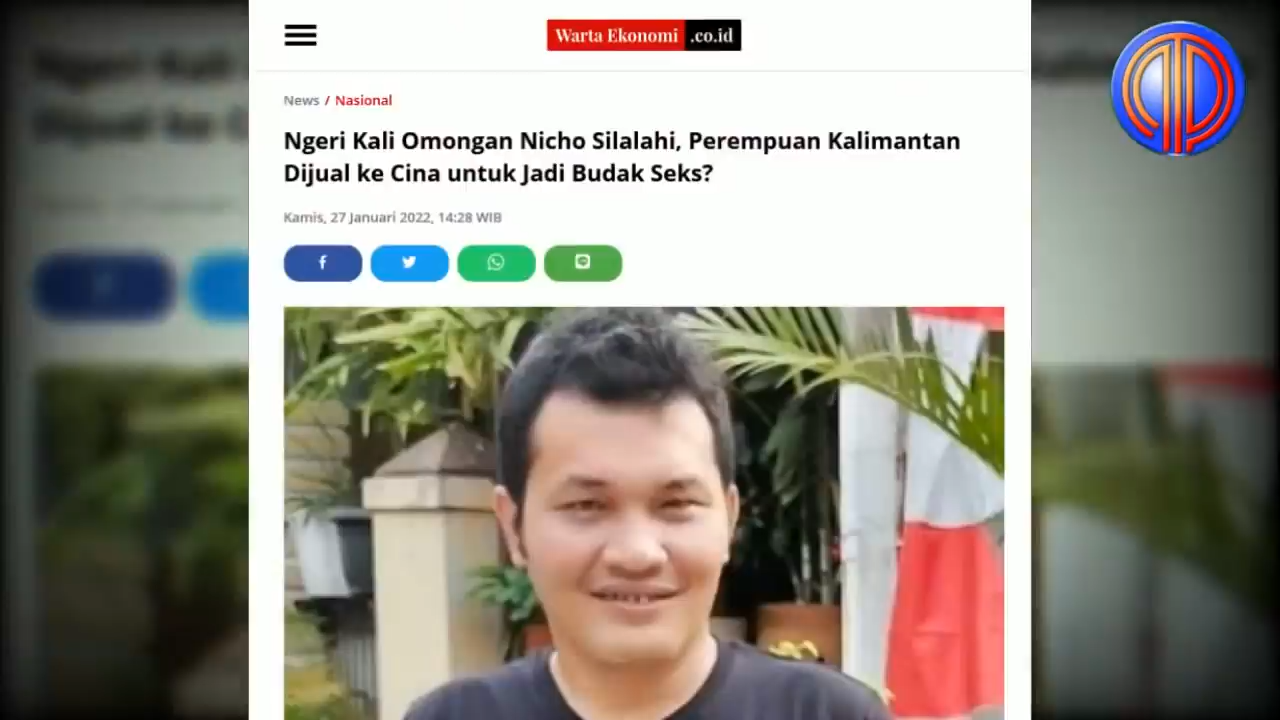 Warta Ekonomi .co.id
News / Nasional
Ngeri Kali Omongan Nicho Silalahi, Perempuan Kalimantan
Dijual ke Cina untuk Jadi Budak Seks?
Kamis, 27 Januari 2022, 14:28 WIB